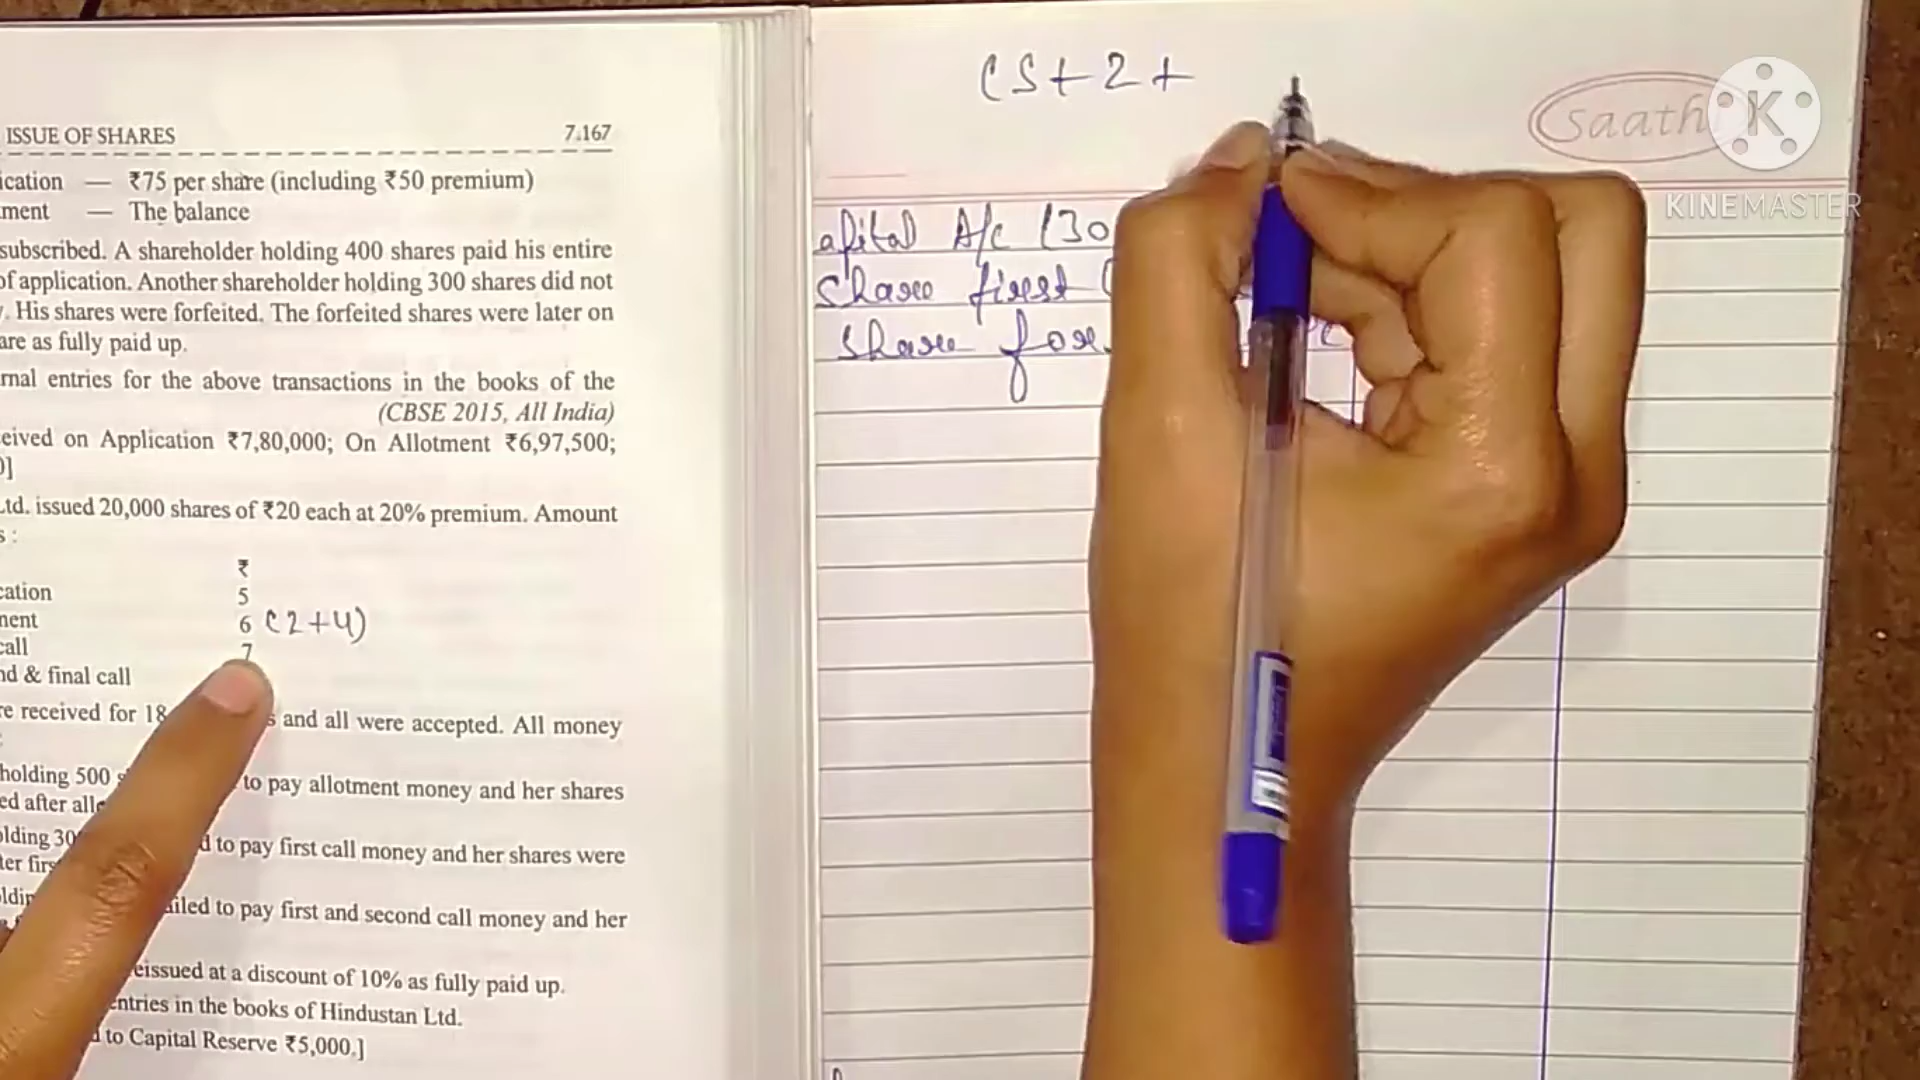 ISSUE OF SHARES 7.167
ication — ₹75 per share (including ₹50 premium)
ment — The balance
subscribed. A shareholder holding 400 shares paid his entire
of application. Another shareholder holding 300 shares did not
. His shares were forfeited. The forfeited shares were later on
are as fully paid up.
rnal entries for the above transactions in the books of the
(CBSE 2015, All India)
eived on Application ₹7,80,000; On Allotment ₹6,97,500;
0]
Ltd. issued 20,000 shares of ₹20 each at 20% premium. Amount
s :
₹
cation 5
nent 6 (2+4)
call 7
nd & final call
re received for 18 s and all were accepted. All money
:
holding 500 s to pay allotment money and her shares
ed after allo
olding 30 d to pay first call money and her shares were
ter firs
oldin ailed to pay first and second call money and her
eissued at a discount of 10% as fully paid up.
entries in the books of Hindustan Ltd.
d to Capital Reserve ₹5,000.]
(5+2+
saath
K
KINEMASTER
apital A/c (30
share first (
share for